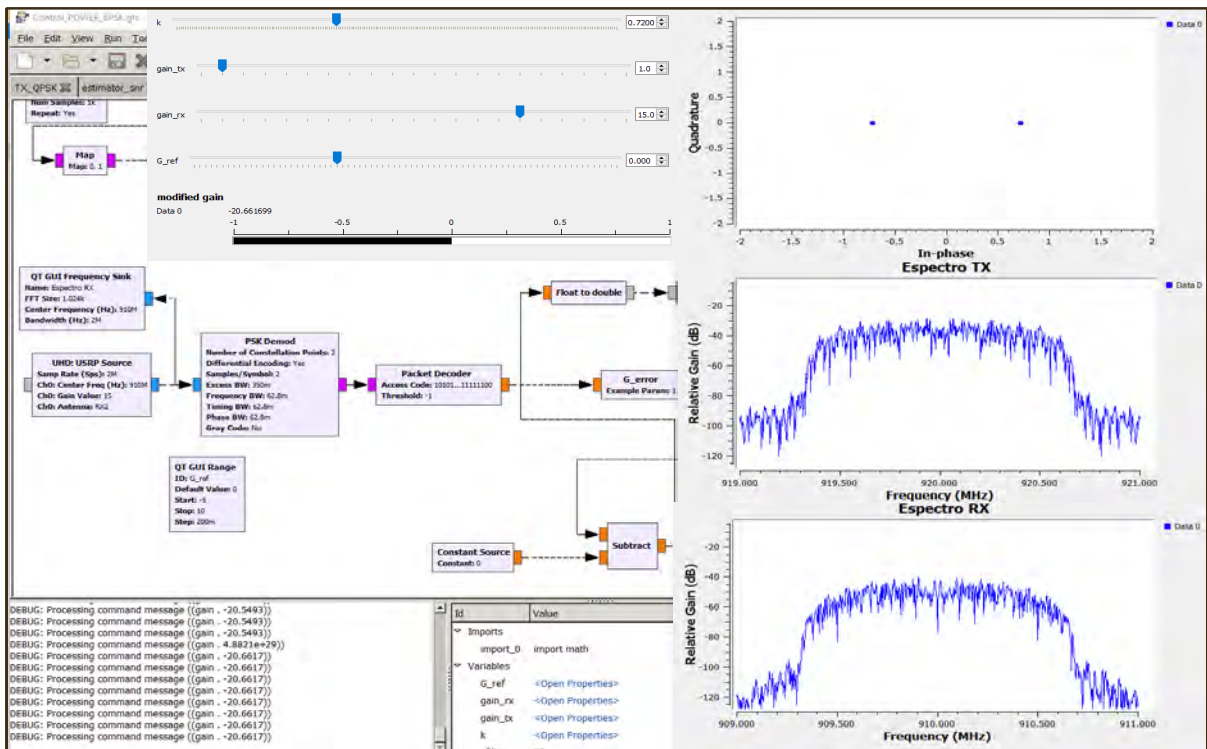 Control_POWER_BPSK.grc
File Edit View Run
TX_QPSK estimator_snr
k 0.7200
gain_tx 1.0
gain_rx 15.0
G_ref 0.000
modified gain
Data 0 -20.661699
-1 -0.5 0 0.5 1
Num Samples: 1k
Repeat: Yes
Map
Map: 0, 1
QT GUI Frequency Sink
Name: Espectro RX
FFT Size: 1.024k
Center Frequency (Hz): 910M
Bandwidth (Hz): 2M
UHD: USRP Source
Samp Rate (Sps): 2M
Ch0: Center Freq (Hz): 910M
Ch0: Gain Value: 15
Ch0: Antenna: RX2
PSK Demod
Number of Constellation Points: 2
Differential Encoding: Yes
Samples/Symbol: 2
Excess BW: 350m
Frequency BW: 62.8m
Timing BW: 62.8m
Phase BW: 62.8m
Gray Code: No
Packet Decoder
Access Code: 10101...11111100
Threshold: -1
Float to double
G_error
Example Param: 1
QT GUI Range
ID: G_ref
Default Value: 0
Start: -5
Stop: 10
Step: 200m
Constant Source
Constant: 0
Subtract
DEBUG: Processing command message ((gain . -20.5493))
DEBUG: Processing command message ((gain . -20.5493))
DEBUG: Processing command message ((gain . -20.5493))
DEBUG: Processing command message ((gain . 4.8821e+29))
DEBUG: Processing command message ((gain . -20.6617))
DEBUG: Processing command message ((gain . -20.6617))
DEBUG: Processing command message ((gain . -20.6617))
DEBUG: Processing command message ((gain . -20.6617))
DEBUG: Processing command message ((gain . -20.6617))
DEBUG: Processing command message ((gain . -20.6617))
DEBUG: Processing command message ((gain . -20.6617))
DEBUG: Processing command message ((gain . -20.6617))
Id Value
Imports
import_0 import math
Variables
G_ref <Open Properties>
gain_rx <Open Properties>
gain_tx <Open Properties>
k <Open Properties>
Data 0
Quadrature
2
1.5
1
0.5
0
-0.5
-1
-1.5
-2
-2 -1.5 -1 -0.5 0 0.5 1 1.5 2
In-phase
Espectro TX
Data 0
Relative Gain (dB)
-20
-40
-60
-80
-100
-120
919.000 919.500 920.000 920.500 921.000
Frequency (MHz)
Espectro RX
Data 0
Relative Gain (dB)
-20
-40
-60
-80
-100
-120
909.000 909.500 910.000 910.500 911.000
Frequency (MHz)